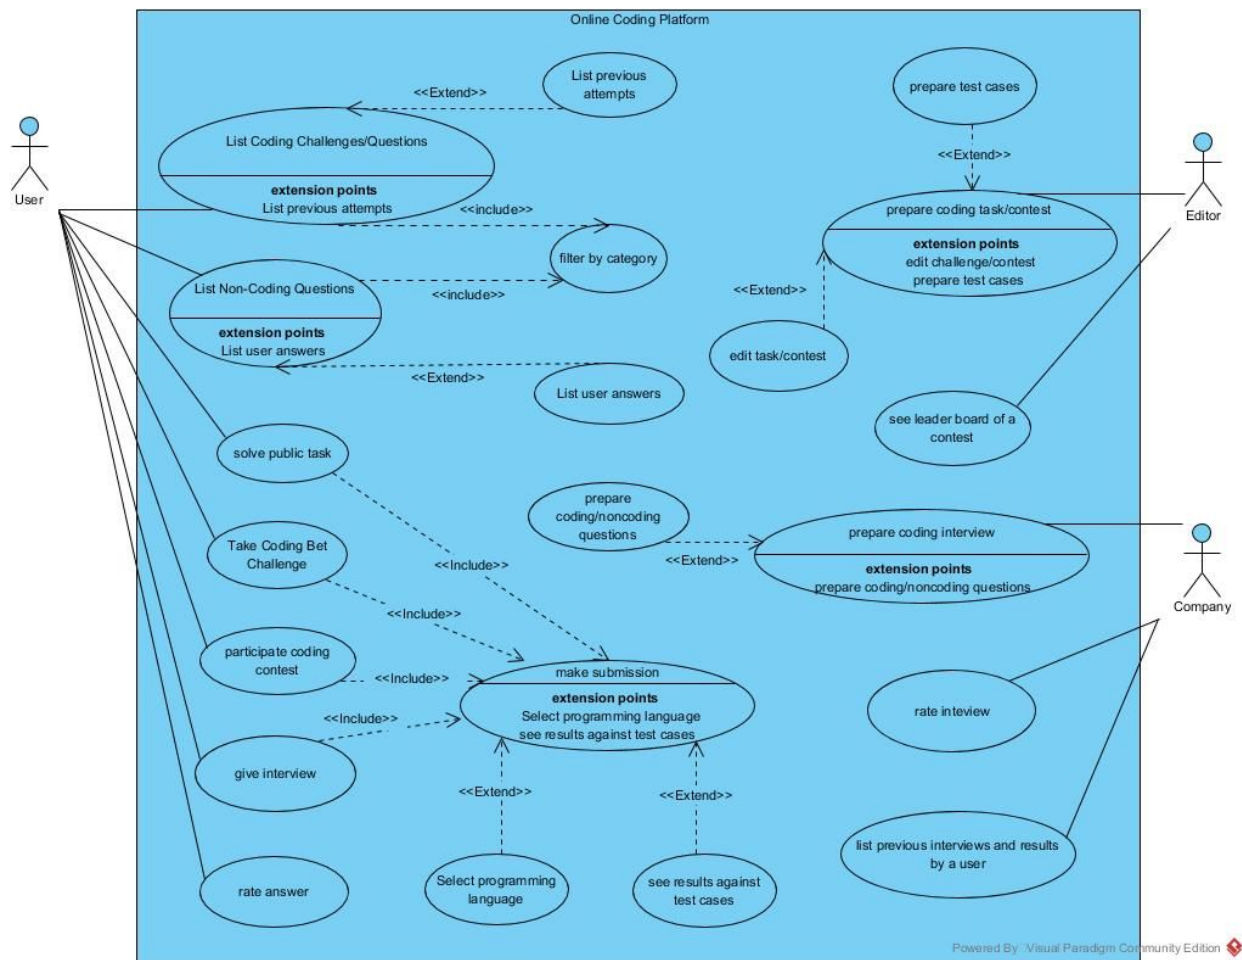 Online Coding Platform
List previous
attempts
<<Extend>>
prepare test cases
List Coding Challenges/Questions
extension points
List previous attempts
<<Extend>>
User
Editor
<<include>>
prepare coding task/contest
extension points
edit challenge/contest
prepare test cases
filter by category
List Non-Coding Questions
extension points
List user answers
<<include>>
<<Extend>>
edit task/contest
<<Extend>>
List user answers
see leader board of a
contest
solve public task
prepare
coding/noncoding
questions
prepare coding interview
extension points
prepare coding/noncoding questions
<<Extend>>
Company
Take Coding Bet
Challenge
<<Include>>
<<Include>>
participate coding
contest
<<Include>>
make submission
extension points
Select programming language
see results against test cases
<<Include>>
rate inteview
give interview
<<Extend>>
<<Extend>>
list previous interviews and results
by a user
rate answer
Select programming
language
see results against
test cases
Powered By Visual Paradigm Community Edition